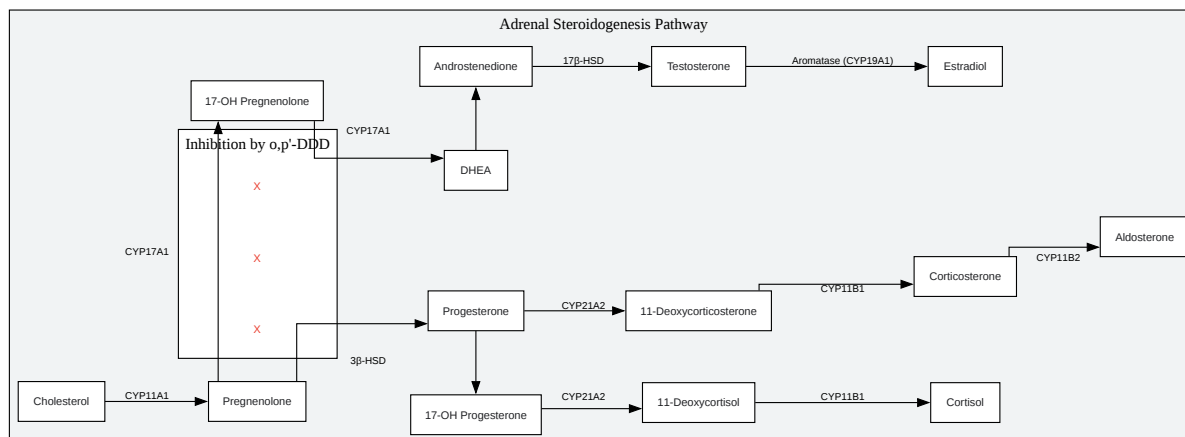 Adrenal Steroidogenesis Pathway
Androstenedione
17β-HSD
Testosterone
Aromatase (CYP19A1)
Estradiol
17-OH Pregnenolone
CYP17A1
Inhibition by o,p'-DDD
DHEA
X
CYP17A1
X
Aldosterone
CYP11B2
Corticosterone
CYP11B1
Progesterone
CYP21A2
11-Deoxycorticosterone
X
3β-HSD
Cholesterol
CYP11A1
Pregnenolone
17-OH Progesterone
CYP21A2
11-Deoxycortisol
CYP11B1
Cortisol